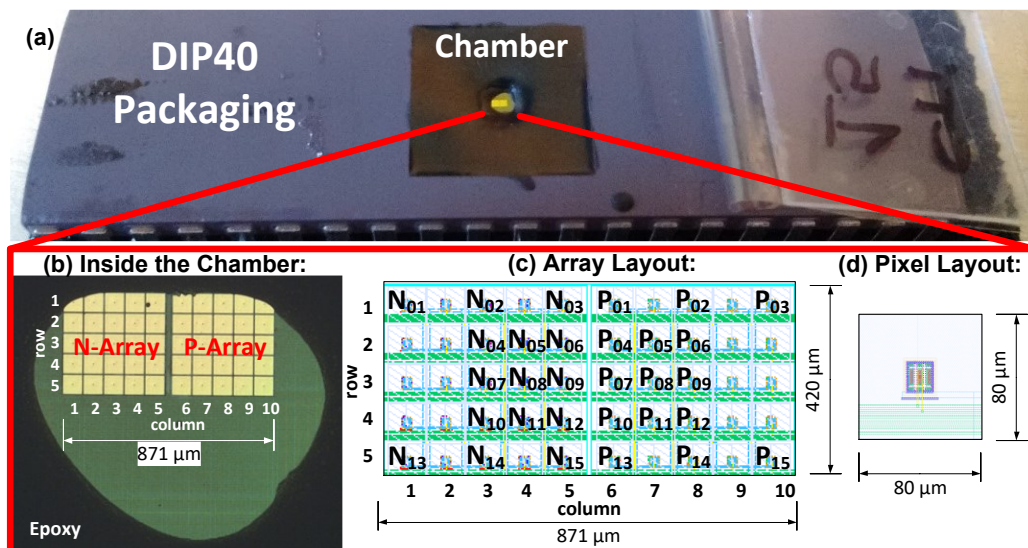 (a)
DIP40
Packaging
Chamber
(b) Inside the Chamber:
1
2
3
4
5
row
N-Array P-Array
1 2 3 4 5 6 7 8 9 10
column
871 µm
Epoxy
(c) Array Layout:
1 N01 N02 N03 P01 P02 P03
2 N04 N05 N06 P04 P05 P06
3 N07 N08 N09 P07 P08 P09
4 N10 N11 N12 P10 P11 P12
5 N13 N14 N15 P13 P14 P15
row
1 2 3 4 5 6 7 8 9 10
column
871 µm
420 µm
(d) Pixel Layout:
80 µm
80 µm